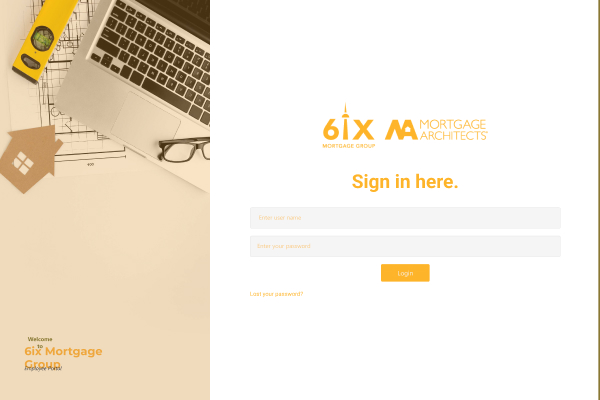 6ix
MORTGAGE GROUP
MA MORTGAGE
ARCHITECTS
Sign in here.
Enter user name
Enter your password
Login
Lost your password?
Welcome
to
6ix Mortgage
Group
Employee Portal